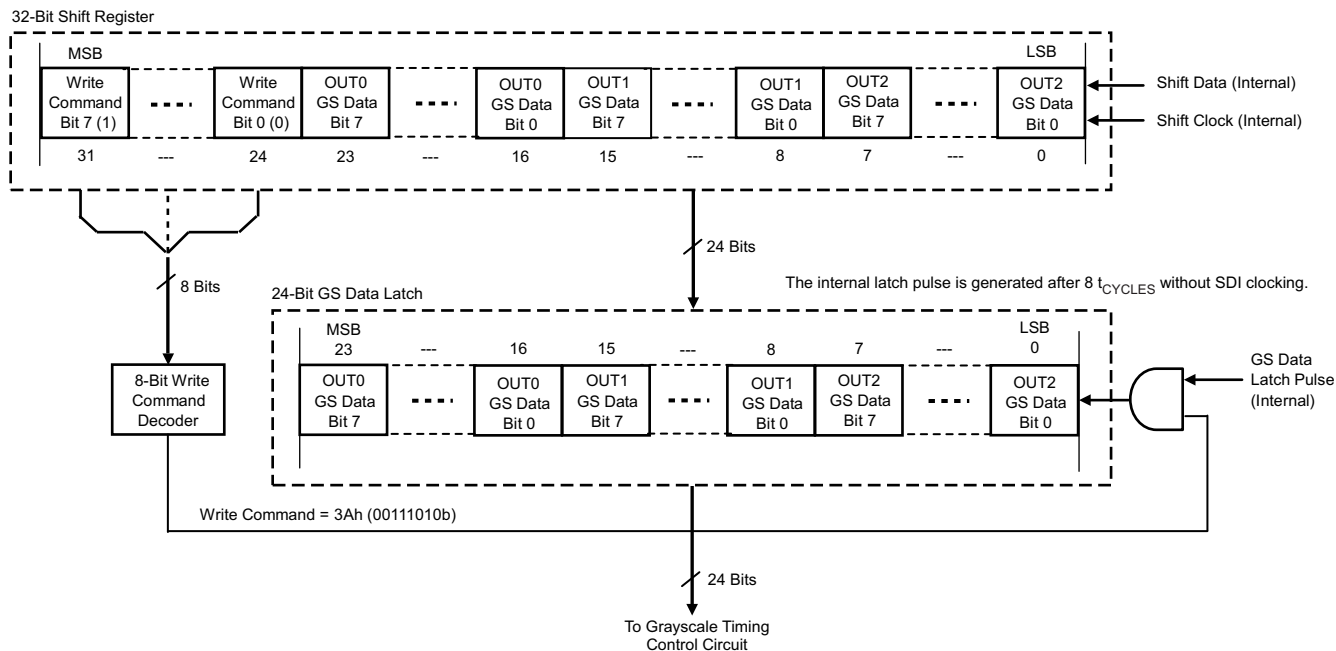 32-Bit Shift Register
MSB
LSB
Write
Command
Bit 7 (1)
Write
Command
Bit 0 (0)
OUT0
GS Data
Bit 7
OUT0
GS Data
Bit 0
OUT1
GS Data
Bit 7
OUT1
GS Data
Bit 0
OUT2
GS Data
Bit 7
OUT2
GS Data
Bit 0
Shift Data (Internal)
Shift Clock (Internal)
31 --- 24 23 --- 16 15 --- 8 7 --- 0
24 Bits
8 Bits
The internal latch pulse is generated after 8 tCYCLES without SDI clocking.
24-Bit GS Data Latch
MSB
LSB
23 --- 16 15 --- 8 7 --- 0
8-Bit Write
Command
Decoder
OUT0
GS Data
Bit 7
OUT0
GS Data
Bit 0
OUT1
GS Data
Bit 7
OUT1
GS Data
Bit 0
OUT2
GS Data
Bit 7
OUT2
GS Data
Bit 0
GS Data
Latch Pulse
(Internal)
Write Command = 3Ah (00111010b)
24 Bits
To Grayscale Timing
Control Circuit